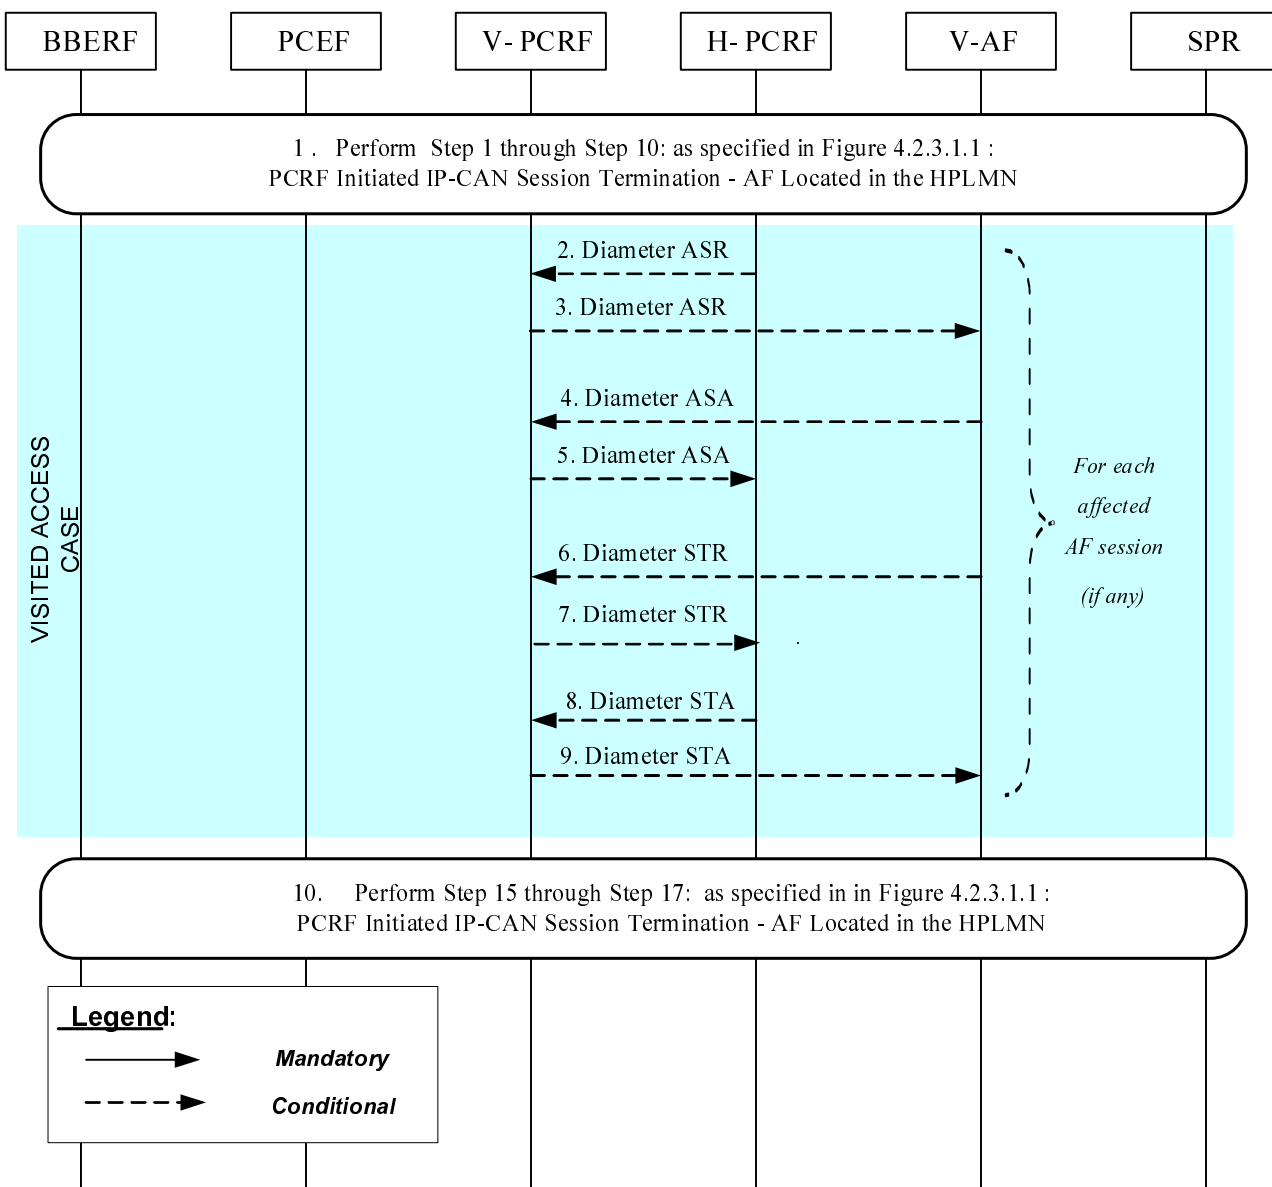 BBERF
PCEF
V- PCRF
H- PCRF
V-AF
SPR
1 . Perform Step 1 through Step 10: as specified in Figure 4.2.3.1.1 :
PCRF Initiated IP-CAN Session Termination - AF Located in the HPLMN
2. Diameter ASR
3. Diameter ASR
4. Diameter ASA
5. Diameter ASA
6. Diameter STR
7. Diameter STR
8. Diameter STA
9. Diameter STA
VISITED ACCESS
CASE
For each
affected
AF session
(if any)
10. Perform Step 15 through Step 17: as specified in in Figure 4.2.3.1.1 :
PCRF Initiated IP-CAN Session Termination - AF Located in the HPLMN
Legend:
Mandatory
Conditional